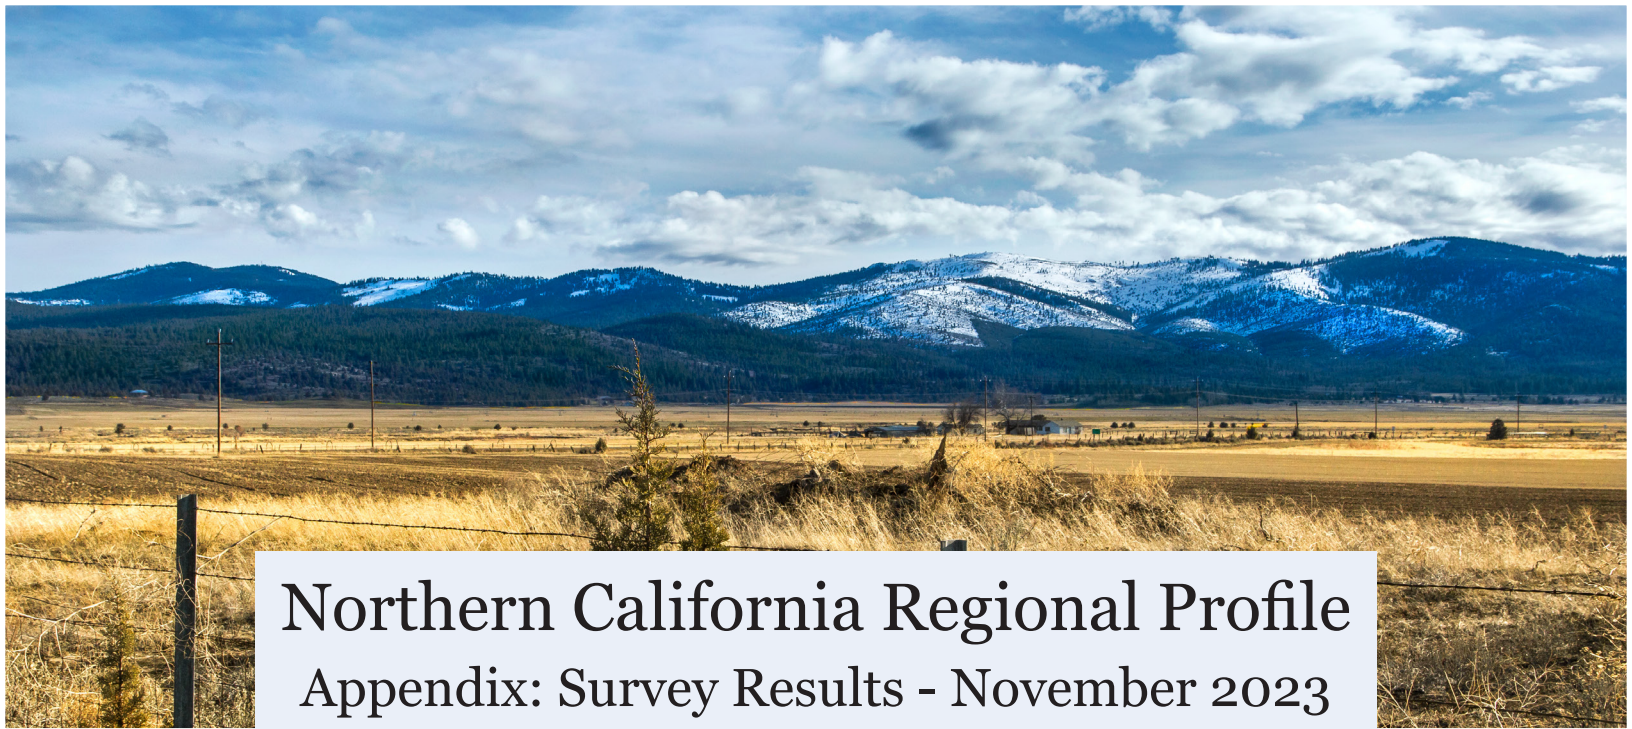 Northern California Regional Profile
Appendix: Survey Results - November 2023